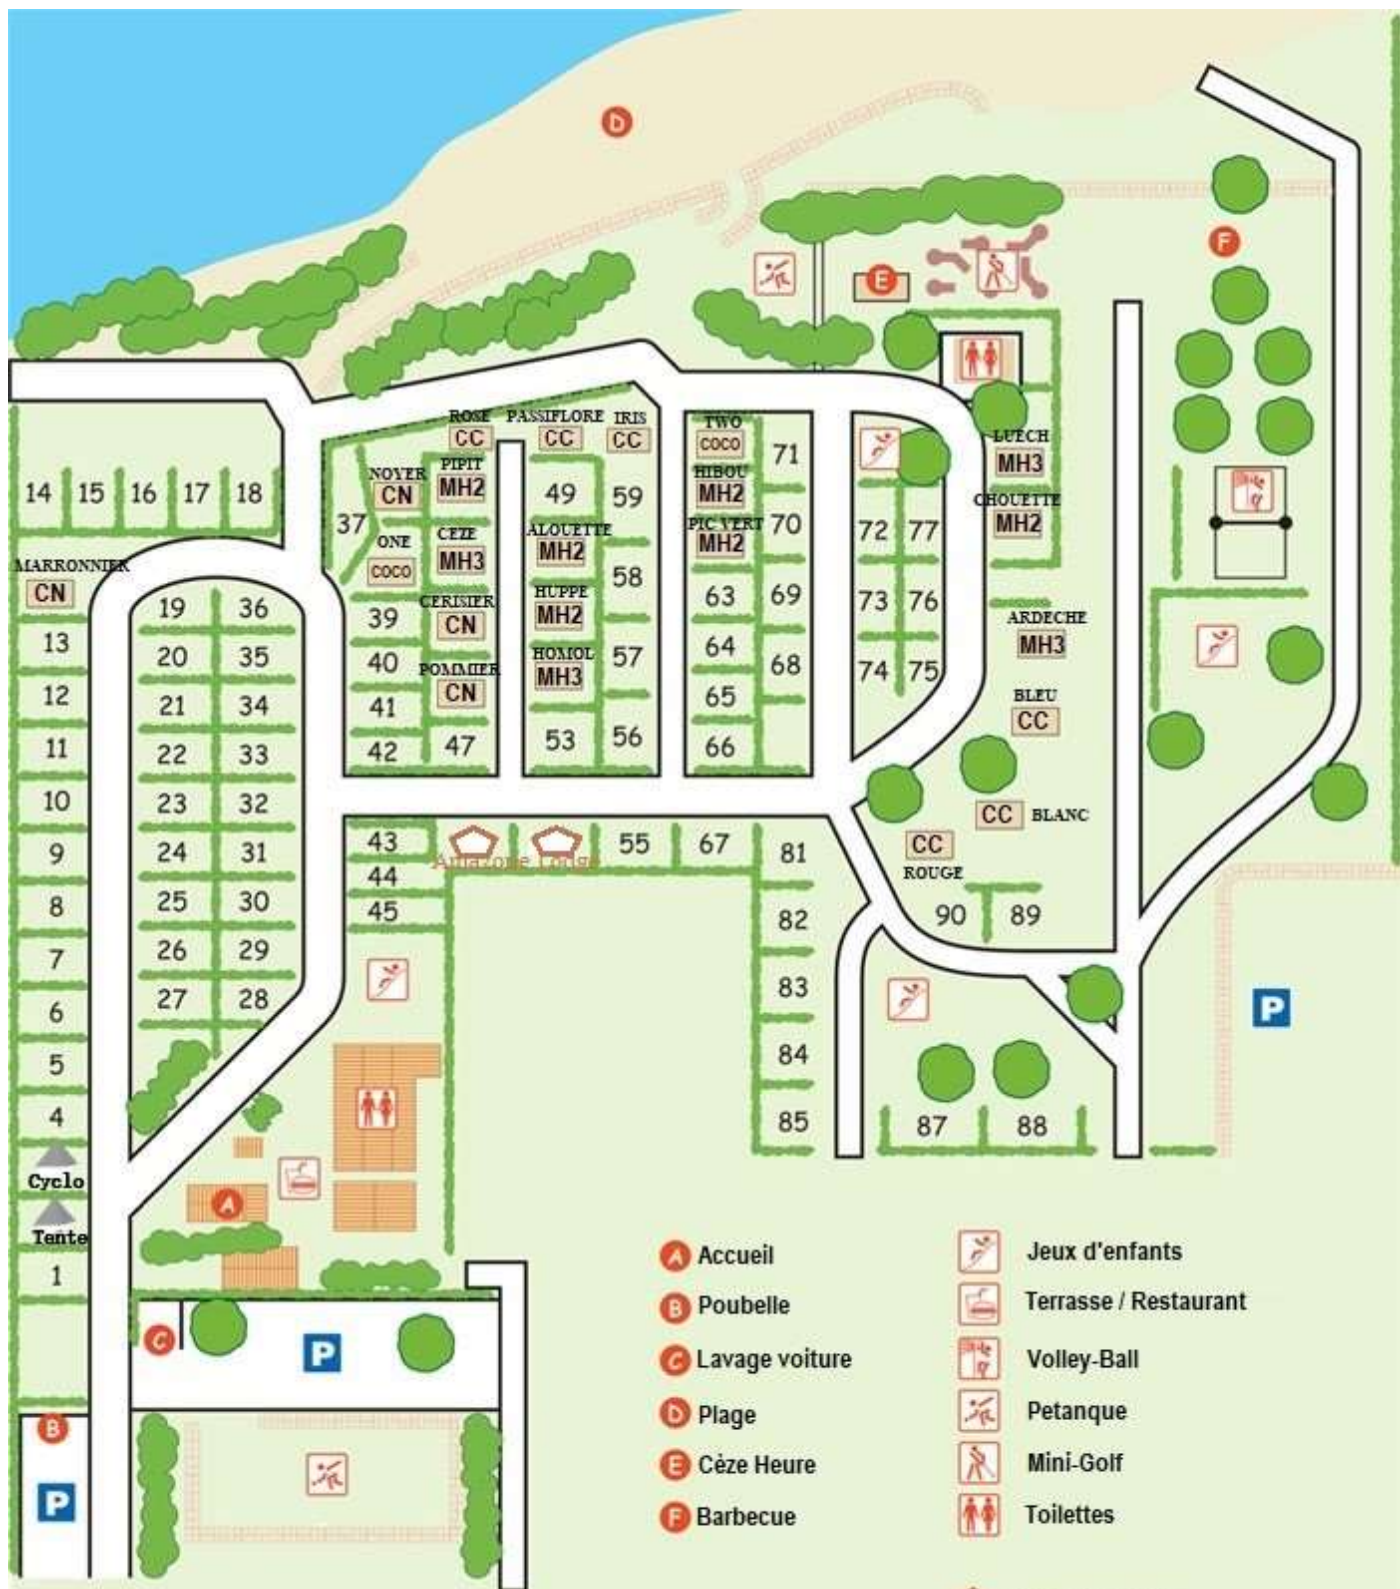 D
F
E
ROSE PASSIFLORE IRIS
CC CC CC
TWO
COCO
71
LUECH
MH3
NOYER
CN
PIPIT
MH2
HIBOU
MH2
14 15 16 17 18
49 59
CHOUETTE
MH2
37
ONE
COCO
CEZE
MH3
ALOUETTE
MH2
PIC VERT
MH2
70
72 77
MARRONNIER
CN
58
19 36
39
CERISIER
CN
HUPPE
MH2
63 69
73 76
ARDECHE
MH3
13
20 35
40
POMMIER
CN
HOMOL
MH3
57
64 68
74 75
12
21 34
41
65
BLEU
CC
11
22 33
42 47 53 56
66
10
23 32
CC BLANC
9
24 31
43
Amazone Lodge
55 67 81
CC
ROUGE
44
8
25 30
45
82
90 89
7
26 29
83
6
27 28
P
5
84
4
85
87 88
Cyclo
A
Tente
1
C
P
B
P
A Accueil
B Poubelle
C Lavage voiture
D Plage
E Cèze Heure
F Barbecue
Jeux d'enfants
Terrasse / Restaurant
Volley-Ball
Petanque
Mini-Golf
Toilettes